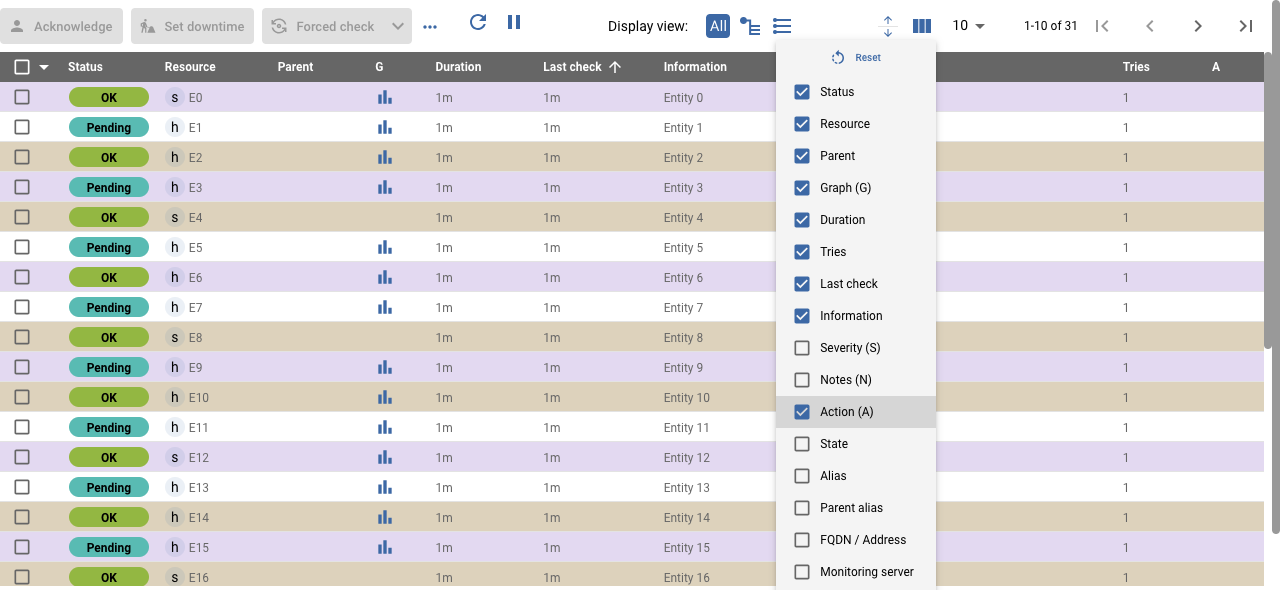 Acknowledge Set downtime Forced check Display view: All 10 1-10 of 31
Status Resource Parent G Duration Last check Information Tries A
OK s E0 1m 1m Entity 0 1
Pending h E1 1m 1m Entity 1 1
OK h E2 1m 1m Entity 2 1
Pending h E3 1m 1m Entity 3 1
OK s E4 1m 1m Entity 4 1
Pending h E5 1m 1m Entity 5 1
OK h E6 1m 1m Entity 6 1
Pending h E7 1m 1m Entity 7 1
OK s E8 1m 1m Entity 8 1
Pending h E9 1m 1m Entity 9 1
OK h E10 1m 1m Entity 10 1
Pending h E11 1m 1m Entity 11 1
OK s E12 1m 1m Entity 12 1
Pending h E13 1m 1m Entity 13 1
OK h E14 1m 1m Entity 14 1
Pending h E15 1m 1m Entity 15 1
OK s E16 1m 1m Entity 16 1
Reset
Status
Resource
Parent
Graph (G)
Duration
Tries
Last check
Information
Severity (S)
Notes (N)
Action (A)
State
Alias
Parent alias
FQDN / Address
Monitoring server